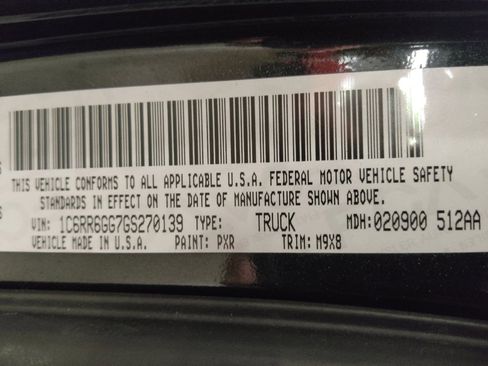 THIS VEHICLE CONFORMS TO ALL APPLICABLE U.S.A. FEDERAL MOTOR VEHICLE SAFETY
STANDARDS IN EFFECT ON THE DATE OF MANUFACTURE SHOWN ABOVE.
VIN: 1C6RR6GG7GS270139 TYPE: TRUCK MDH: 020900 512AA
VEHICLE MADE IN U.S.A. PAINT: PXR TRIM: M9X8